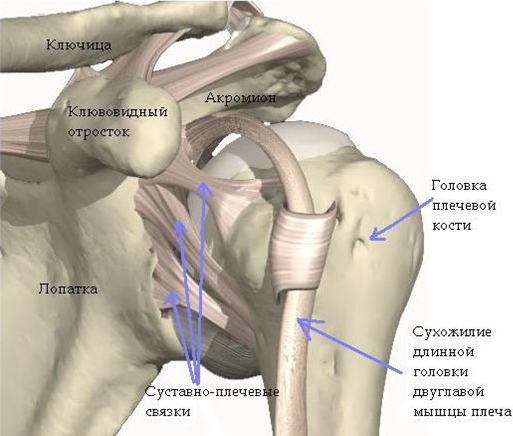 Ключица
Акромион
Клювовидный
отросток
Головка
плечевой
кости
Лопатка
Сухожилие
длинной
головки
двуглавой
мышцы плеча
Суставно-плечевые
связки